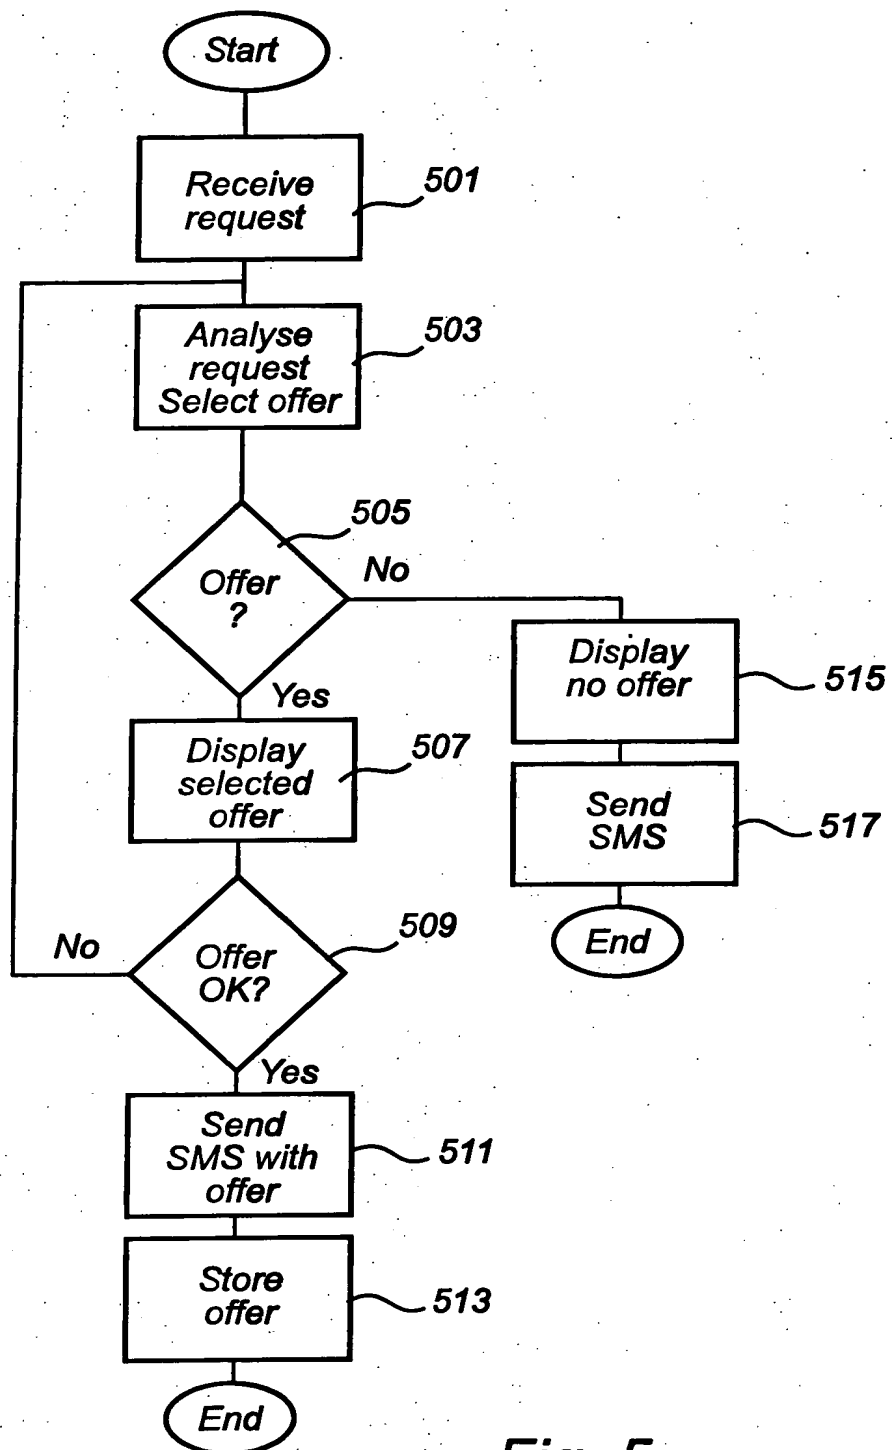 Start
Receive
request
501
Analyse
request
Select offer
503
505
Offer
?
No
Yes
Display
no offer
515
Display
selected
offer
507
Send
SMS
517
End
509
Offer
OK?
No
Yes
Send
SMS with
offer
511
Store
offer
513
End
Fig. 5